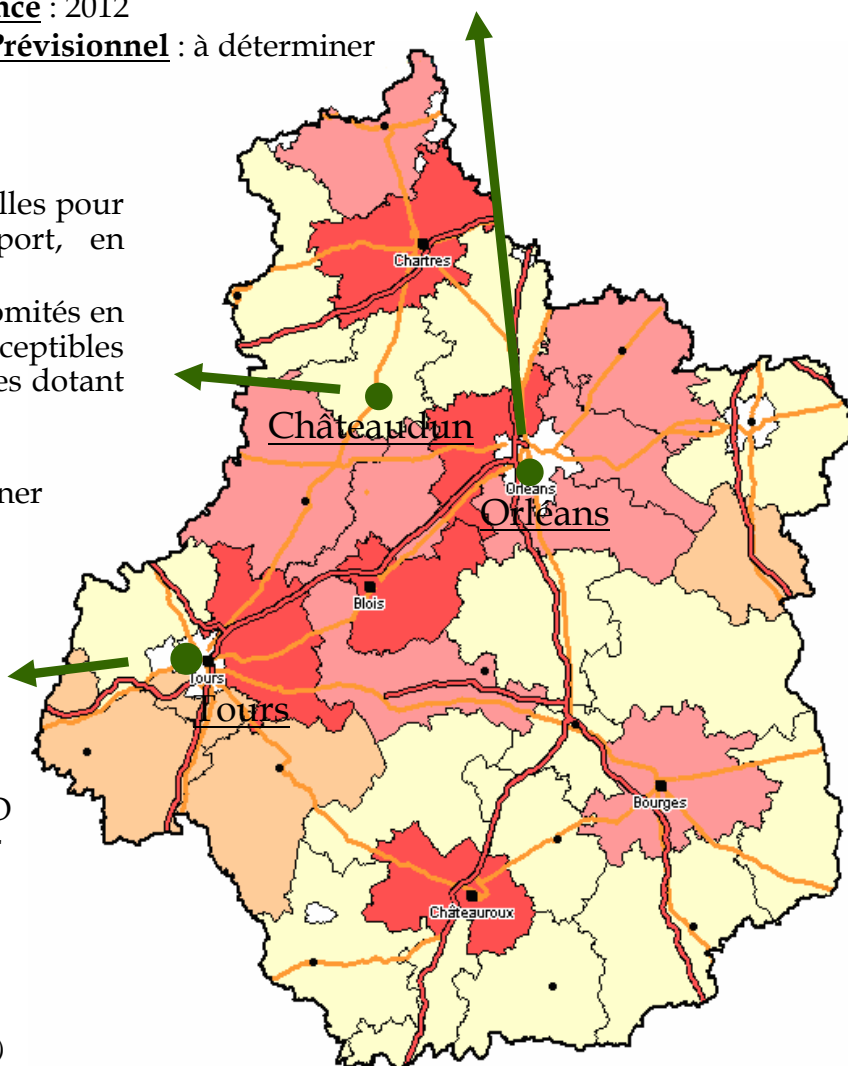 nce : 2012
Prévisionnel : à déterminer
lles pour
port, en
omités en
ceptibles
es dotant
ner
D
)
Chartres
Châteaudun
Orléans
Orléans
Blois
Tours
Tours
Bourges
Châteauroux